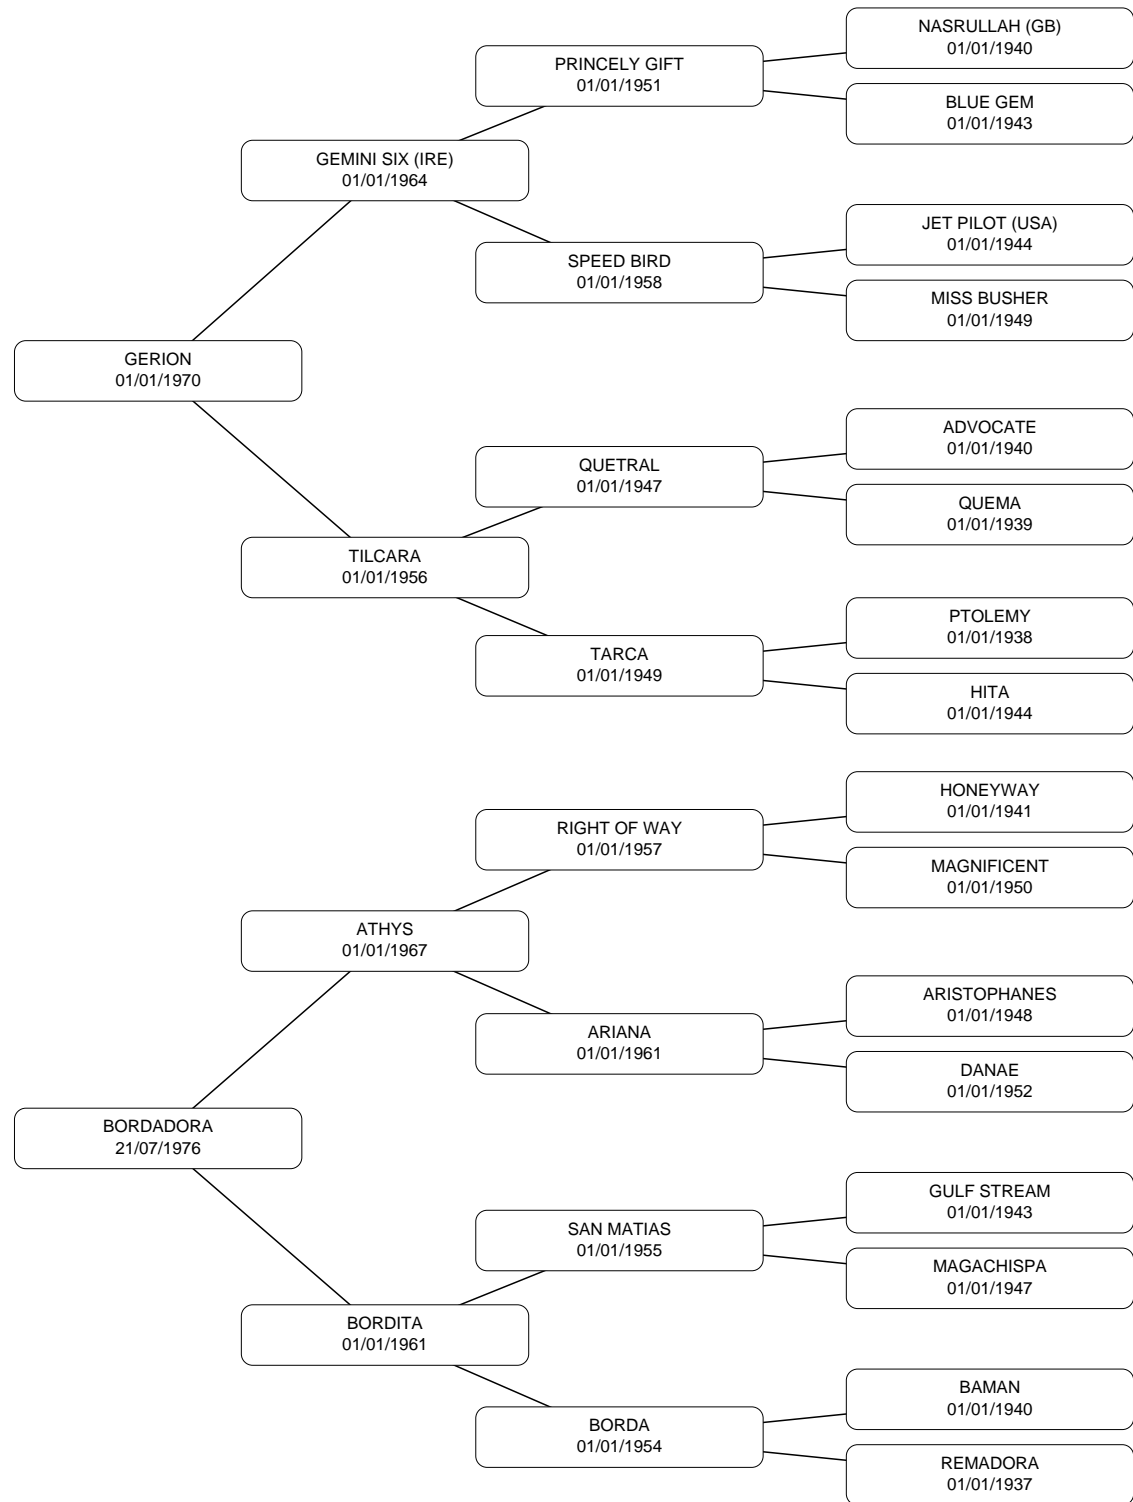 NASRULLAH (GB)
01/01/1940
PRINCELY GIFT
01/01/1951
BLUE GEM
01/01/1943
GEMINI SIX (IRE)
01/01/1964
JET PILOT (USA)
01/01/1944
SPEED BIRD
01/01/1958
MISS BUSHER
01/01/1949
GERION
01/01/1970
ADVOCATE
01/01/1940
QUETRAL
01/01/1947
QUEMA
01/01/1939
TILCARA
01/01/1956
PTOLEMY
01/01/1938
TARCA
01/01/1949
HITA
01/01/1944
HONEYWAY
01/01/1941
RIGHT OF WAY
01/01/1957
MAGNIFICENT
01/01/1950
ATHYS
01/01/1967
ARISTOPHANES
01/01/1948
ARIANA
01/01/1961
DANAE
01/01/1952
BORDADORA
21/07/1976
GULF STREAM
01/01/1943
SAN MATIAS
01/01/1955
MAGACHISPA
01/01/1947
BORDITA
01/01/1961
BAMAN
01/01/1940
BORDA
01/01/1954
REMADORA
01/01/1937